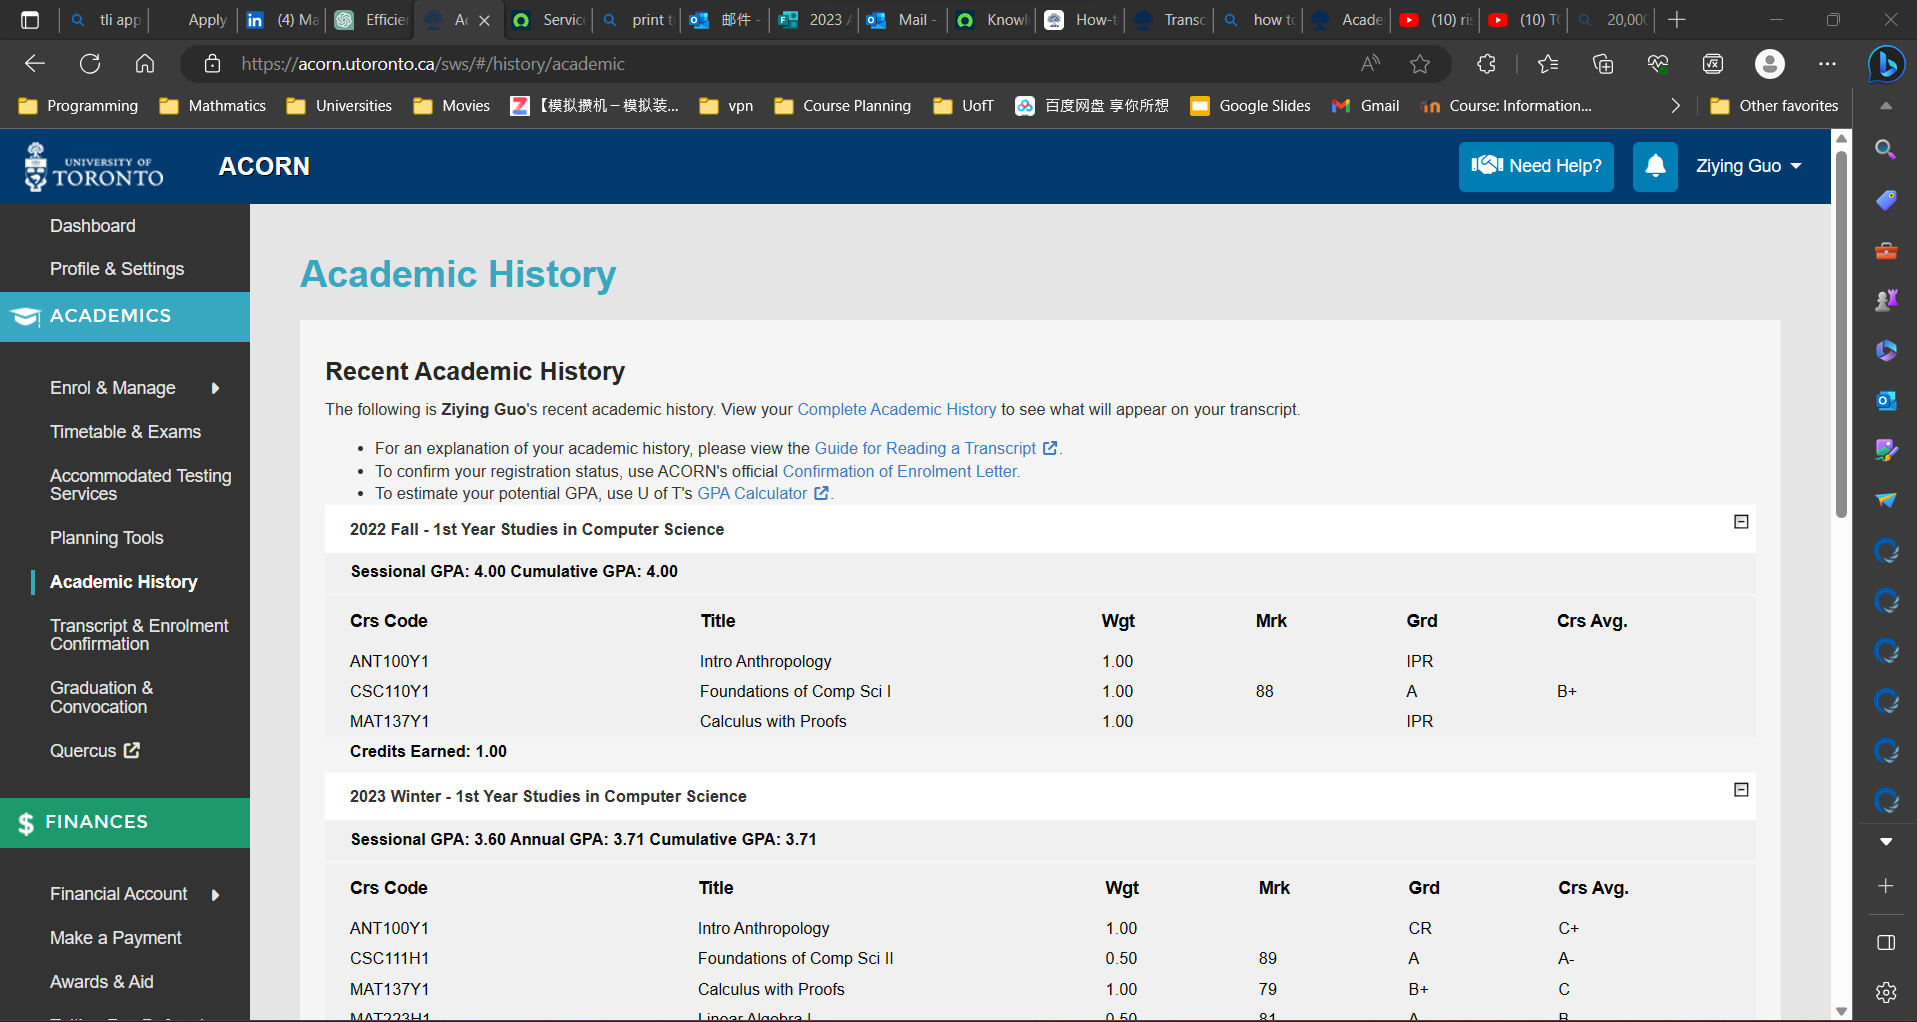 tli app
Apply
(4) Ma
Efficie
Ac
Servic
print t
邮件 -
2023 A
Mail -
Knowl
How-t
Transc
how to
Acade
(10) ris
(10) TO
20,000
https://acorn.utoronto.ca/sws/#/history/academic
Programming Mathmatics Universities Movies 【模拟攒机－模拟装... vpn Course Planning UofT 百度网盘 享你所想 Google Slides Gmail Course: Information... Other favorites
UNIVERSITY OF
TORONTO
ACORN
Need Help?
Ziying Guo
Dashboard
Profile & Settings
ACADEMICS
Enrol & Manage
Timetable & Exams
Accommodated Testing
Services
Planning Tools
Academic History
Transcript & Enrolment
Confirmation
Graduation &
Convocation
Quercus
FINANCES
Financial Account
Make a Payment
Awards & Aid
Academic History
Recent Academic History
The following is Ziying Guo's recent academic history. View your Complete Academic History to see what will appear on your transcript.
• For an explanation of your academic history, please view the Guide for Reading a Transcript.
• To confirm your registration status, use ACORN's official Confirmation of Enrolment Letter.
• To estimate your potential GPA, use U of T's GPA Calculator.
2022 Fall - 1st Year Studies in Computer Science
Sessional GPA: 4.00 Cumulative GPA: 4.00
Crs Code Title Wgt Mrk Grd Crs Avg.
ANT100Y1 Intro Anthropology 1.00 IPR
CSC110Y1 Foundations of Comp Sci I 1.00 88 A B+
MAT137Y1 Calculus with Proofs 1.00 IPR
Credits Earned: 1.00
2023 Winter - 1st Year Studies in Computer Science
Sessional GPA: 3.60 Annual GPA: 3.71 Cumulative GPA: 3.71
Crs Code Title Wgt Mrk Grd Crs Avg.
ANT100Y1 Intro Anthropology 1.00 CR C+
CSC111H1 Foundations of Comp Sci II 0.50 89 A A-
MAT137Y1 Calculus with Proofs 1.00 79 B+ C
MAT223H1 Linear Algebra I 0.50 81 A B